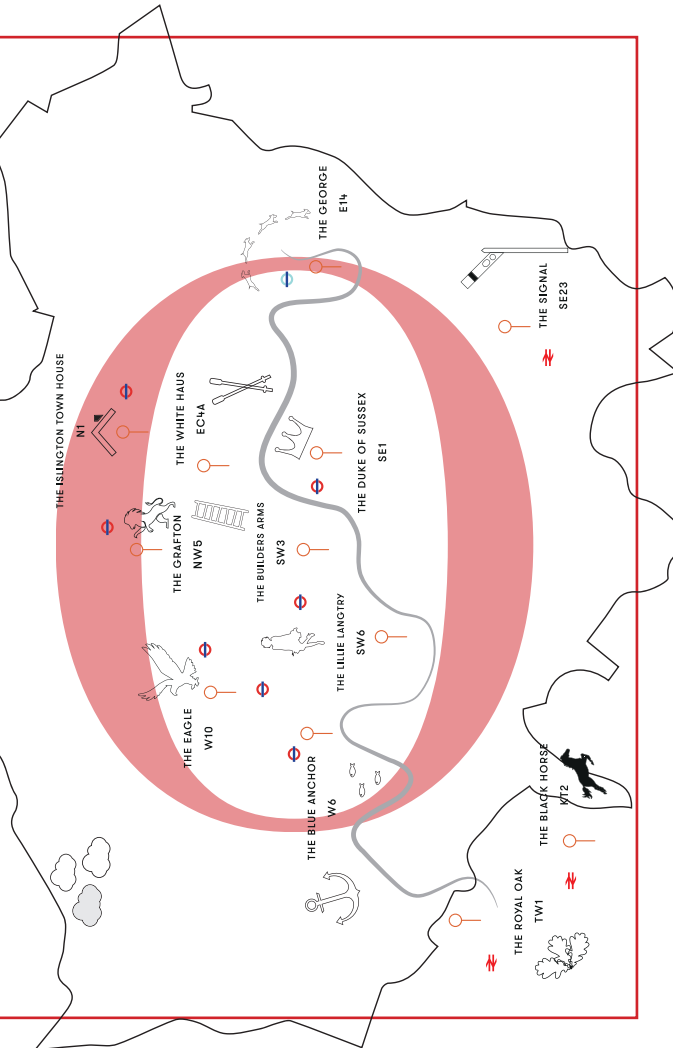 THE ISLINGTON TOWN HOUSE
N1
THE GRAFTON
NW5
THE WHITE HAUS
EC4A
THE EAGLE
W10
THE BUILDERS ARMS
SW3
THE BLUE ANCHOR
W6
THE GEORGE
E14
THE LILLIE LANGTRY
SW6
THE DUKE OF SUSSEX
SE1
THE ROYAL OAK
TW1
THE BLACK HORSE
KT2
THE SIGNAL
SE23